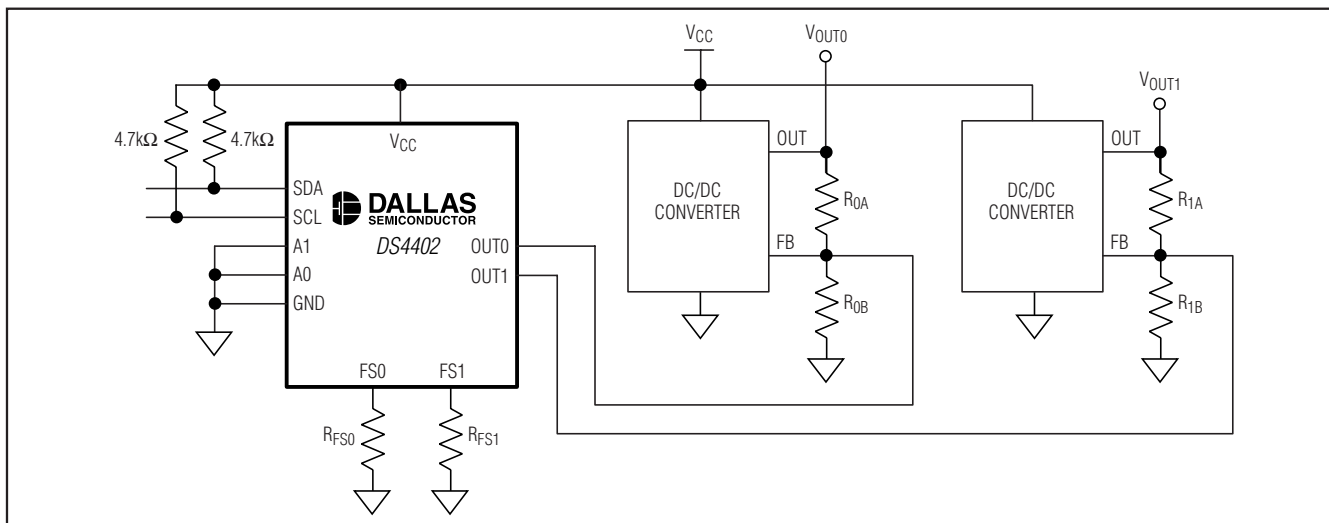 VCC
VOUT0
VOUT1
4.7kΩ
4.7kΩ
VCC
SDA
SCL
A1
A0
GND
DALLAS
SEMICONDUCTOR
DS4402
OUT0
OUT1
FS0
FS1
RFS0
RFS1
DC/DC
CONVERTER
OUT
FB
R0A
R0B
DC/DC
CONVERTER
OUT
FB
R1A
R1B